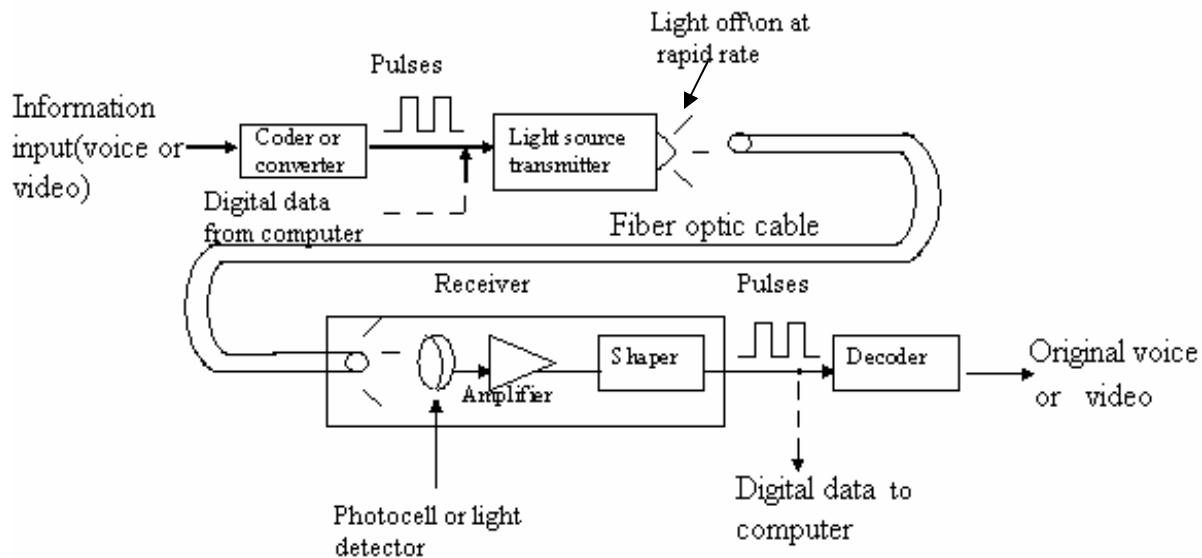 Light off\on at
rapid rate
Pulses
Information
input(voice or
video)
Coder or
converter
Light source
transmitter
Digital data
from computer
Fiber optic cable
Receiver
Pulses
Amplifier
Shaper
Decoder
Original voice
or video
Photocell or light
detector
Digital data to
computer